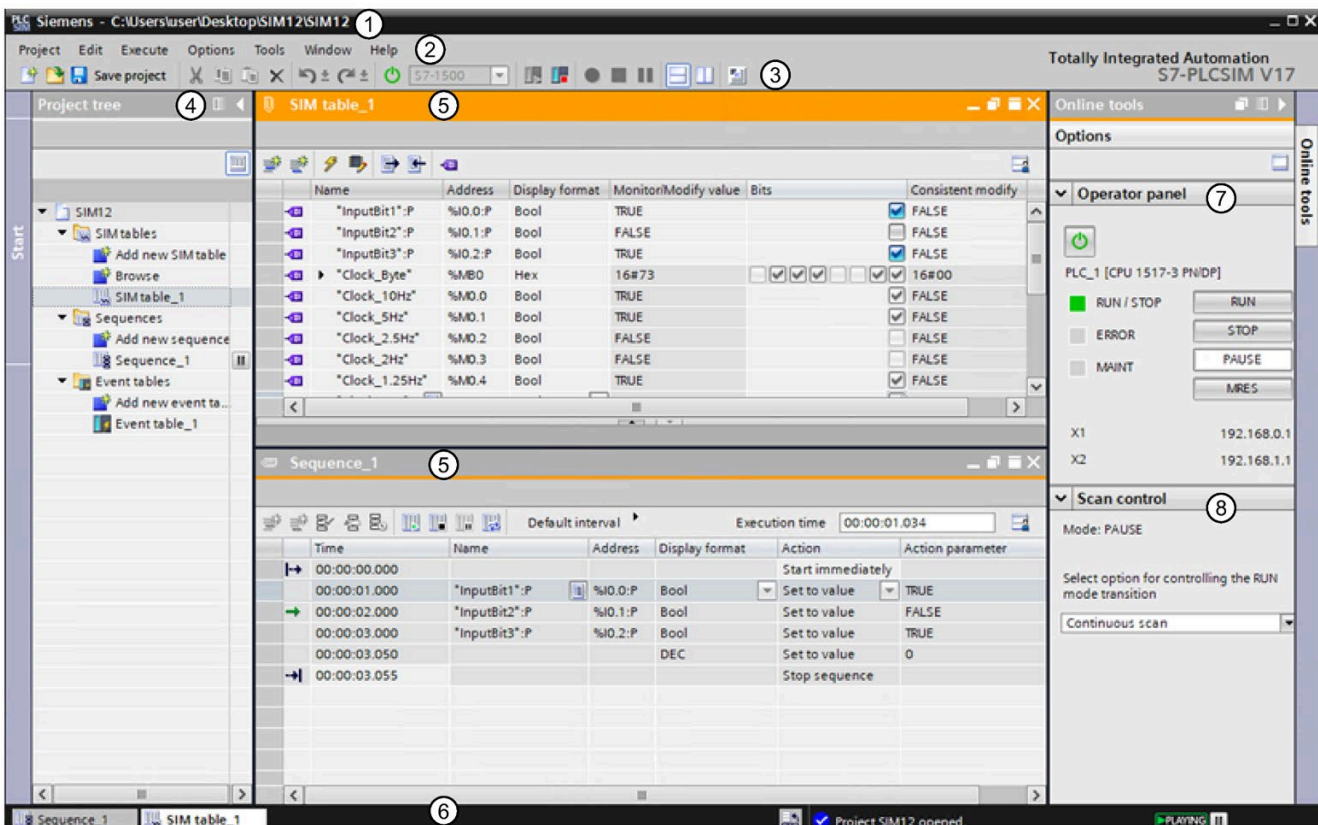 PLC SIM Siemens - C:\Users\user\Desktop\SIM12\SIM12 1
Project Edit Execute Options Tools Window Help 2
Save project S7-1500 3
Totally Integrated Automation
S7-PLCSIM V17
Start
Project tree 4
SIM12
SIM tables
Add new SIM table
Browse
SIM table_1
Sequences
Add new sequence
Sequence_1
Event tables
Add new event ta...
Event table_1
SIM table_1 5
Name Address Display format Monitor/Modify value Bits Consistent modify
"InputBit1":P %I0.0:P Bool TRUE FALSE
"InputBit2":P %I0.1:P Bool FALSE FALSE
"InputBit3":P %I0.2:P Bool TRUE FALSE
"Clock_Byte" %MB0 Hex 16#73 16#00
"Clock_10Hz" %M0.0 Bool TRUE FALSE
"Clock_5Hz" %M0.1 Bool TRUE FALSE
"Clock_2.5Hz" %M0.2 Bool FALSE FALSE
"Clock_2Hz" %M0.3 Bool FALSE FALSE
"Clock_1.25Hz" %M0.4 Bool TRUE FALSE
Sequence_1 5
Default interval Execution time 00:00:01.034
Time Name Address Display format Action Action parameter
00:00:00.000 Start immediately
00:00:01.000 "InputBit1":P %I0.0:P Bool Set to value TRUE
00:00:02.000 "InputBit2":P %I0.1:P Bool Set to value FALSE
00:00:03.000 "InputBit3":P %I0.2:P Bool Set to value TRUE
00:00:03.050 DEC Set to value 0
00:00:03.055 Stop sequence
Online tools
Options
Operator panel 7
PLC_1 [CPU 1517-3 PN/DP]
RUN / STOP RUN
ERROR STOP
MAINT PAUSE
MRES
X1 192.168.0.1
X2 192.168.1.1
Scan control 8
Mode: PAUSE
Select option for controlling the RUN
mode transition
Continuous scan
Online tools
Sequence_1 SIM table_1 6 Project SIM12 opened. PLAYING